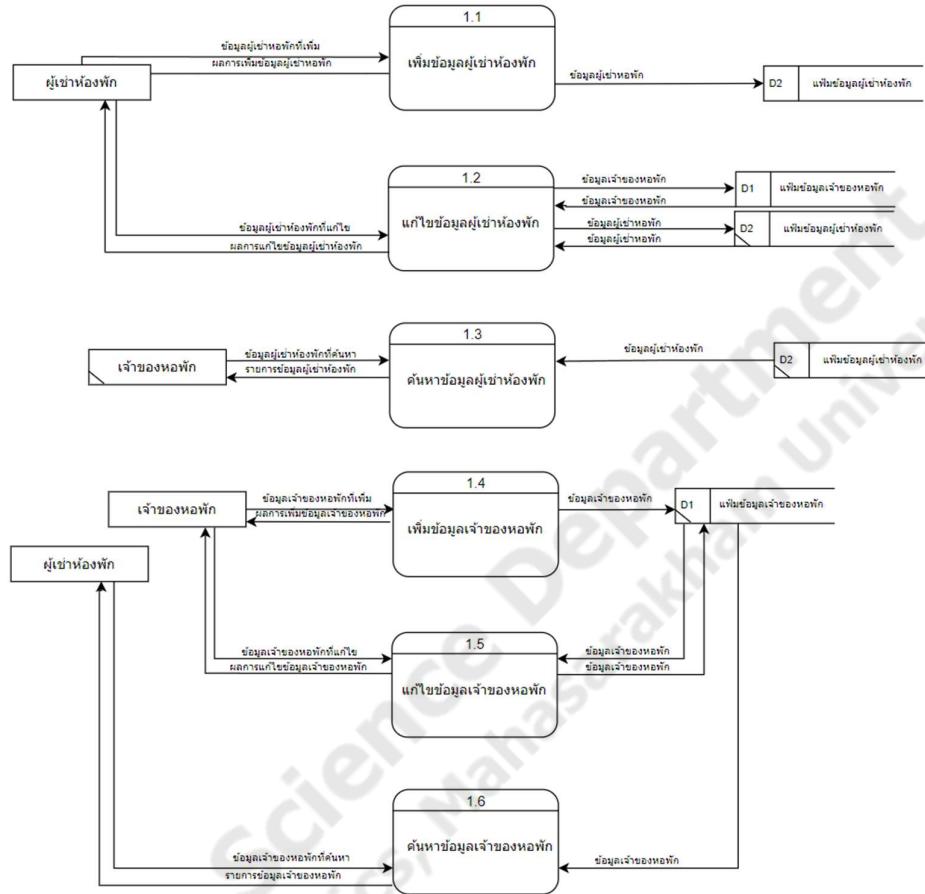 1.1
ข้อมูลผู้เช่าหอพักที่เพิ่ม
ผลการเพิ่มข้อมูลผู้เช่าหอพัก
เพิ่มข้อมูลผู้เช่าห้องพัก
ผู้เช่าห้องพัก
ข้อมูลผู้เช่าหอพัก
D2 แฟ้มข้อมูลผู้เช่าห้องพัก
1.2
ข้อมูลเจ้าของหอพัก
D1 แฟ้มข้อมูลเจ้าของหอพัก
ข้อมูลเจ้าของหอพัก
แก้ไขข้อมูลผู้เช่าห้องพัก
ข้อมูลผู้เช่าห้องพักที่แก้ไข
ผลการแก้ไขข้อมูลผู้เช่าห้องพัก
ข้อมูลผู้เช่าหอพัก
D2 แฟ้มข้อมูลผู้เช่าห้องพัก
ข้อมูลผู้เช่าหอพัก
1.3
เจ้าของหอพัก
ข้อมูลผู้เช่าห้องพักที่ค้นหา
รายการข้อมูลผู้เช่าห้องพัก
ค้นหาข้อมูลผู้เช่าห้องพัก
ข้อมูลผู้เช่าห้องพัก
D2 แฟ้มข้อมูลผู้เช่าห้องพัก
1.4
เจ้าของหอพัก
ข้อมูลเจ้าของหอพักที่เพิ่ม
ผลการเพิ่มข้อมูลเจ้าของหอพัก
เพิ่มข้อมูลเจ้าของหอพัก
ข้อมูลเจ้าของหอพัก
D1 แฟ้มข้อมูลเจ้าของหอพัก
ผู้เช่าห้องพัก
1.5
ข้อมูลเจ้าของหอพักที่แก้ไข
ผลการแก้ไขข้อมูลเจ้าของหอพัก
แก้ไขข้อมูลเจ้าของหอพัก
ข้อมูลเจ้าของหอพัก
ข้อมูลเจ้าของหอพัก
1.6
ค้นหาข้อมูลเจ้าของหอพัก
ข้อมูลเจ้าของหอพักที่ค้นหา
รายการข้อมูลเจ้าของหอพัก
ข้อมูลเจ้าของหอพัก
Science Department
Mahasarakham